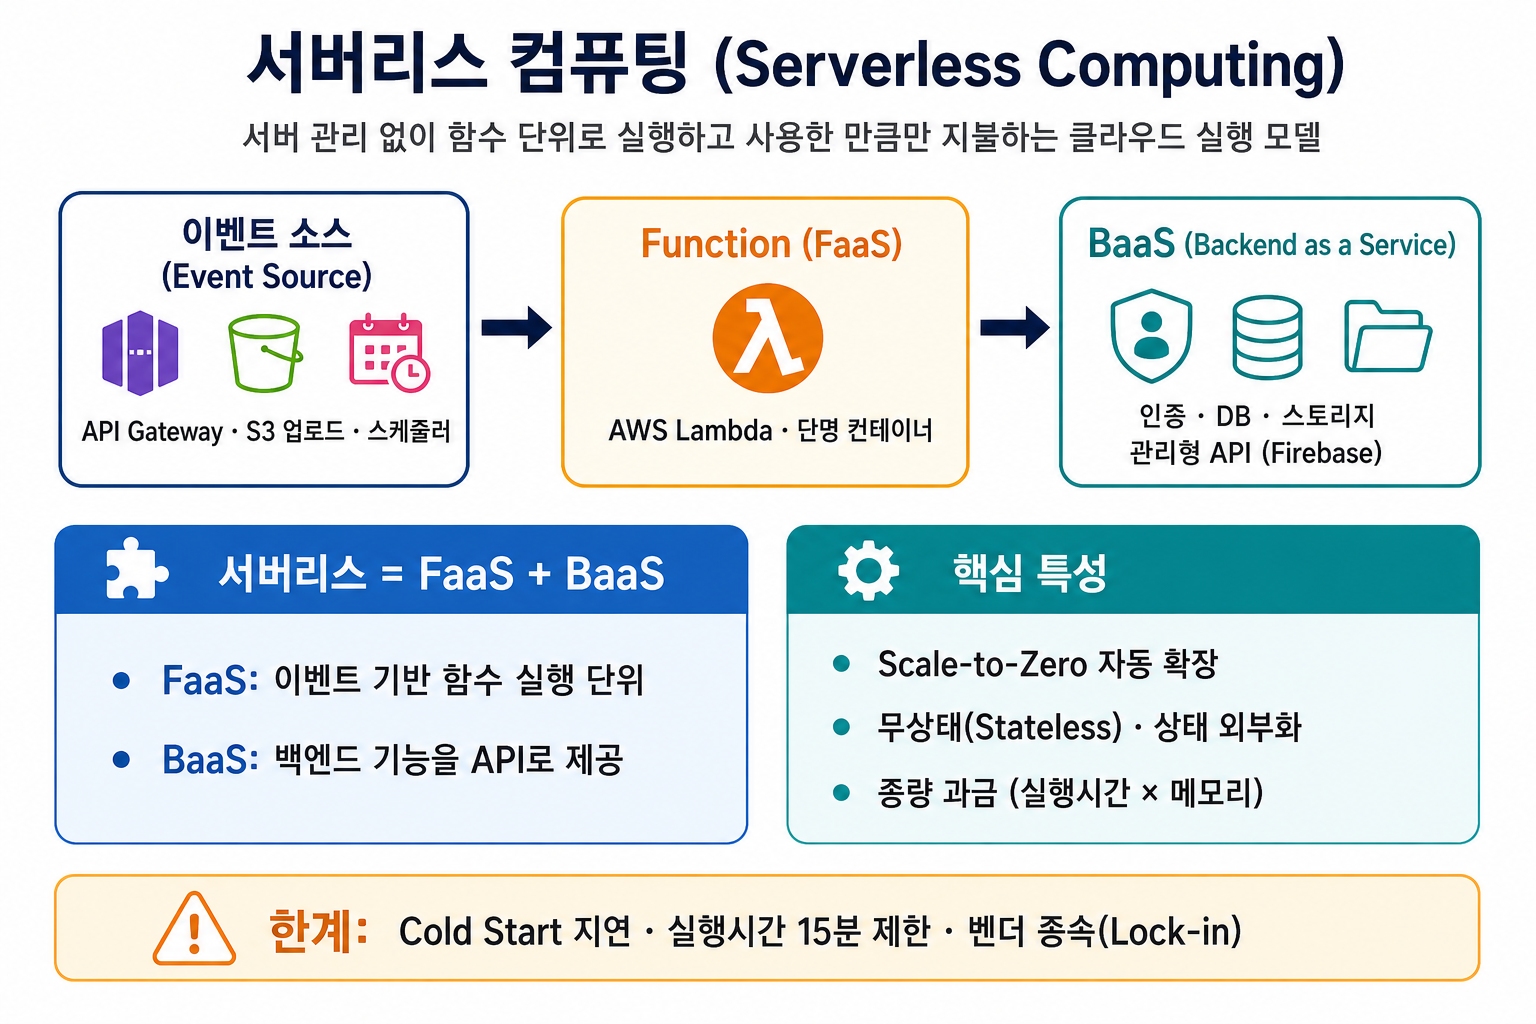 서버리스 컴퓨팅 (Serverless Computing)
서버 관리 없이 함수 단위로 실행하고 사용한 만큼만 지불하는 클라우드 실행 모델
이벤트 소스
(Event Source)
API Gateway · S3 업로드 · 스케줄러
Function (FaaS)
AWS Lambda · 단명 컨테이너
BaaS (Backend as a Service)
인증 · DB · 스토리지
관리형 API (Firebase)
서버리스 = FaaS + BaaS
• FaaS: 이벤트 기반 함수 실행 단위
• BaaS: 백엔드 기능을 API로 제공
핵심 특성
• Scale-to-Zero 자동 확장
• 무상태(Stateless) · 상태 외부화
• 종량 과금 (실행시간 × 메모리)
한계: Cold Start 지연 · 실행시간 15분 제한 · 벤더 종속(Lock-in)